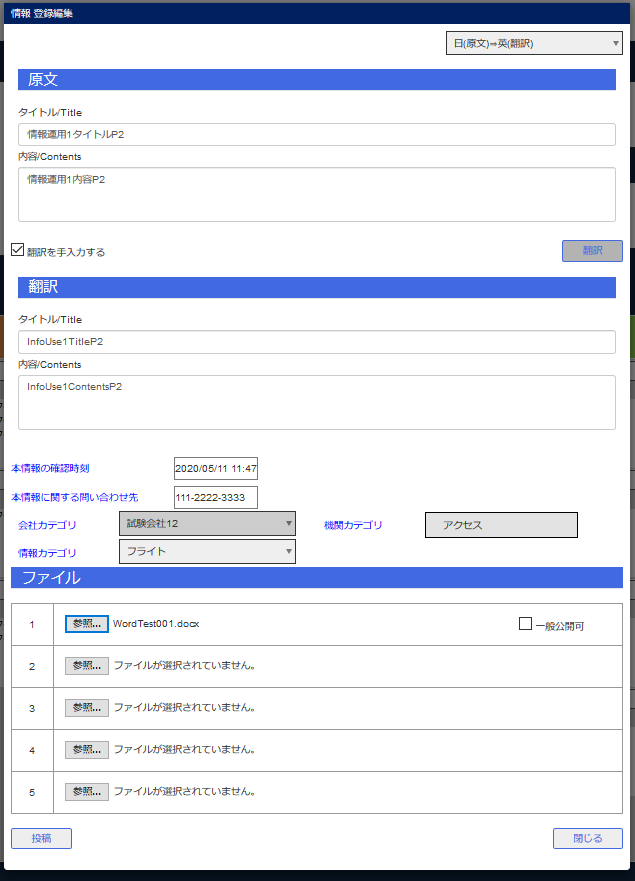 情報 登録編集
日(原文)⇒英(翻訳)
原文
タイトル/Title
情報運用1タイトルP2
内容/Contents
情報運用1内容P2
翻訳を手入力する
翻訳
翻訳
タイトル/Title
InfoUse1TitleP2
内容/Contents
InfoUse1ContentsP2
本情報の確認時刻 2020/05/11 11:47
本情報に関する問い合わせ先 111-2222-3333
会社カテゴリ 試験会社12 機関カテゴリ アクセス
情報カテゴリ フライト
ファイル
1 参照... WordTest001.docx 一般公開可
2 参照... ファイルが選択されていません。
3 参照... ファイルが選択されていません。
4 参照... ファイルが選択されていません。
5 参照... ファイルが選択されていません。
投稿 閉じる